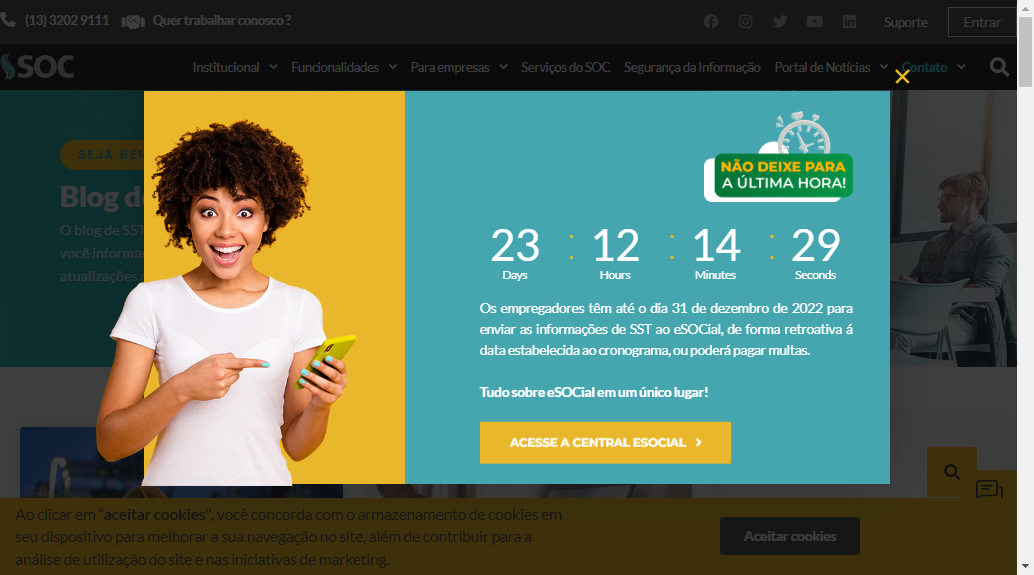 (13) 3202 9111 Quer trabalhar conosco ?
Suporte Entrar
SOC
Institucional Funcionalidades Para empresas Serviços do SOC Segurança da Informação Portal de Notícias Contato
SEJA BEM
Blog d
O blog de SST
você informa
atualizações
NÃO DEIXE PARA
A ÚLTIMA HORA!
23 : 12 : 14 : 29
Days Hours Minutes Seconds
Os empregadores têm até o dia 31 de dezembro de 2022 para
enviar as informações de SST ao eSOCial, de forma retroativa á
data estabelecida ao cronograma, ou poderá pagar multas.
Tudo sobre eSOCial em um único lugar!
ACESSE A CENTRAL ESOCIAL
Ao clicar em "aceitar cookies", você concorda com o armazenamento de cookies em
seu dispositivo para melhorar a sua navegação no site, além de contribuir para a
análise de utilização do site e nas iniciativas de marketing.
Aceitar cookies